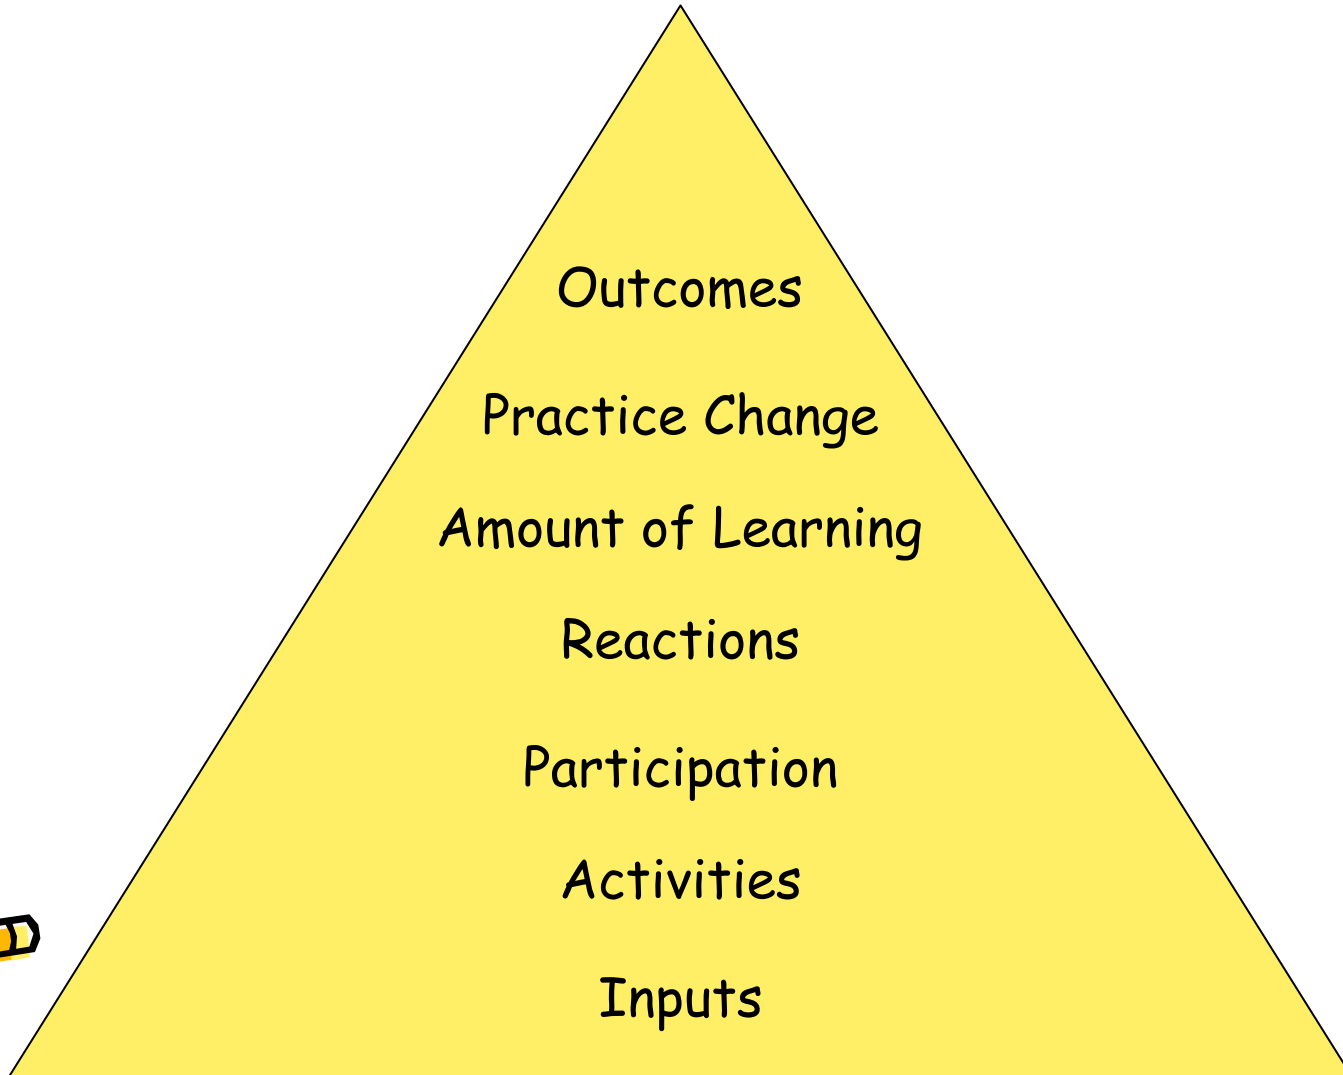 Outcomes
Practice Change
Amount of Learning
Reactions
Participation
Activities
Inputs